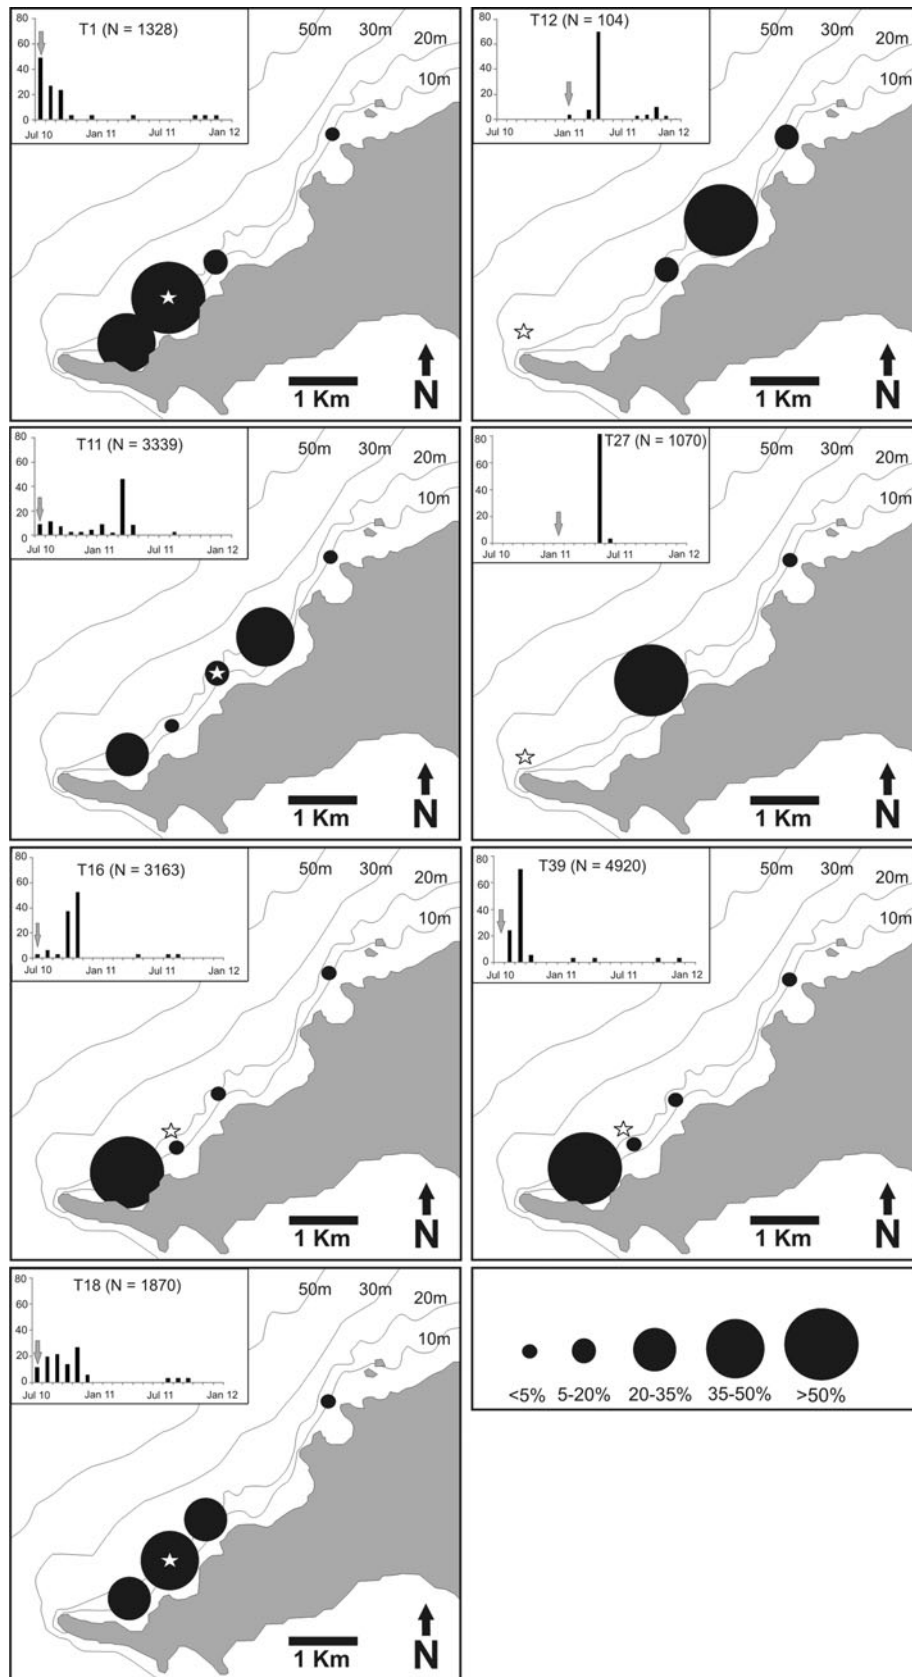 T1 (N = 1328)
80
60
40
20
0
Jul 10 Jan 11 Jul 11 Jan 12
50m 30m
20m
10m
1 Km
N
T12 (N = 104)
80
60
40
20
0
Jul 10 Jan 11 Jul 11 Jan 12
50m 30m
20m
10m
1 Km
N
T11 (N = 3339)
80
60
40
20
0
Jul 10 Jan 11 Jul 11 Jan 12
50m 30m
20m
10m
1 Km
N
T27 (N = 1070)
80
60
40
20
0
Jul 10 Jan 11 Jul 11 Jan 12
50m 30m
20m
10m
1 Km
N
T16 (N = 3163)
80
60
40
20
0
Jul 10 Jan 11 Jul 11 Jan 12
50m 30m
20m
10m
1 Km
N
T39 (N = 4920)
80
60
40
20
0
Jul 10 Jan 11 Jul 11 Jan 12
50m 30m
20m
10m
1 Km
N
T18 (N = 1870)
80
60
40
20
0
Jul 10 Jan 11 Jul 11 Jan 12
50m 30m
20m
10m
1 Km
N
<5% 5-20% 20-35% 35-50% >50%